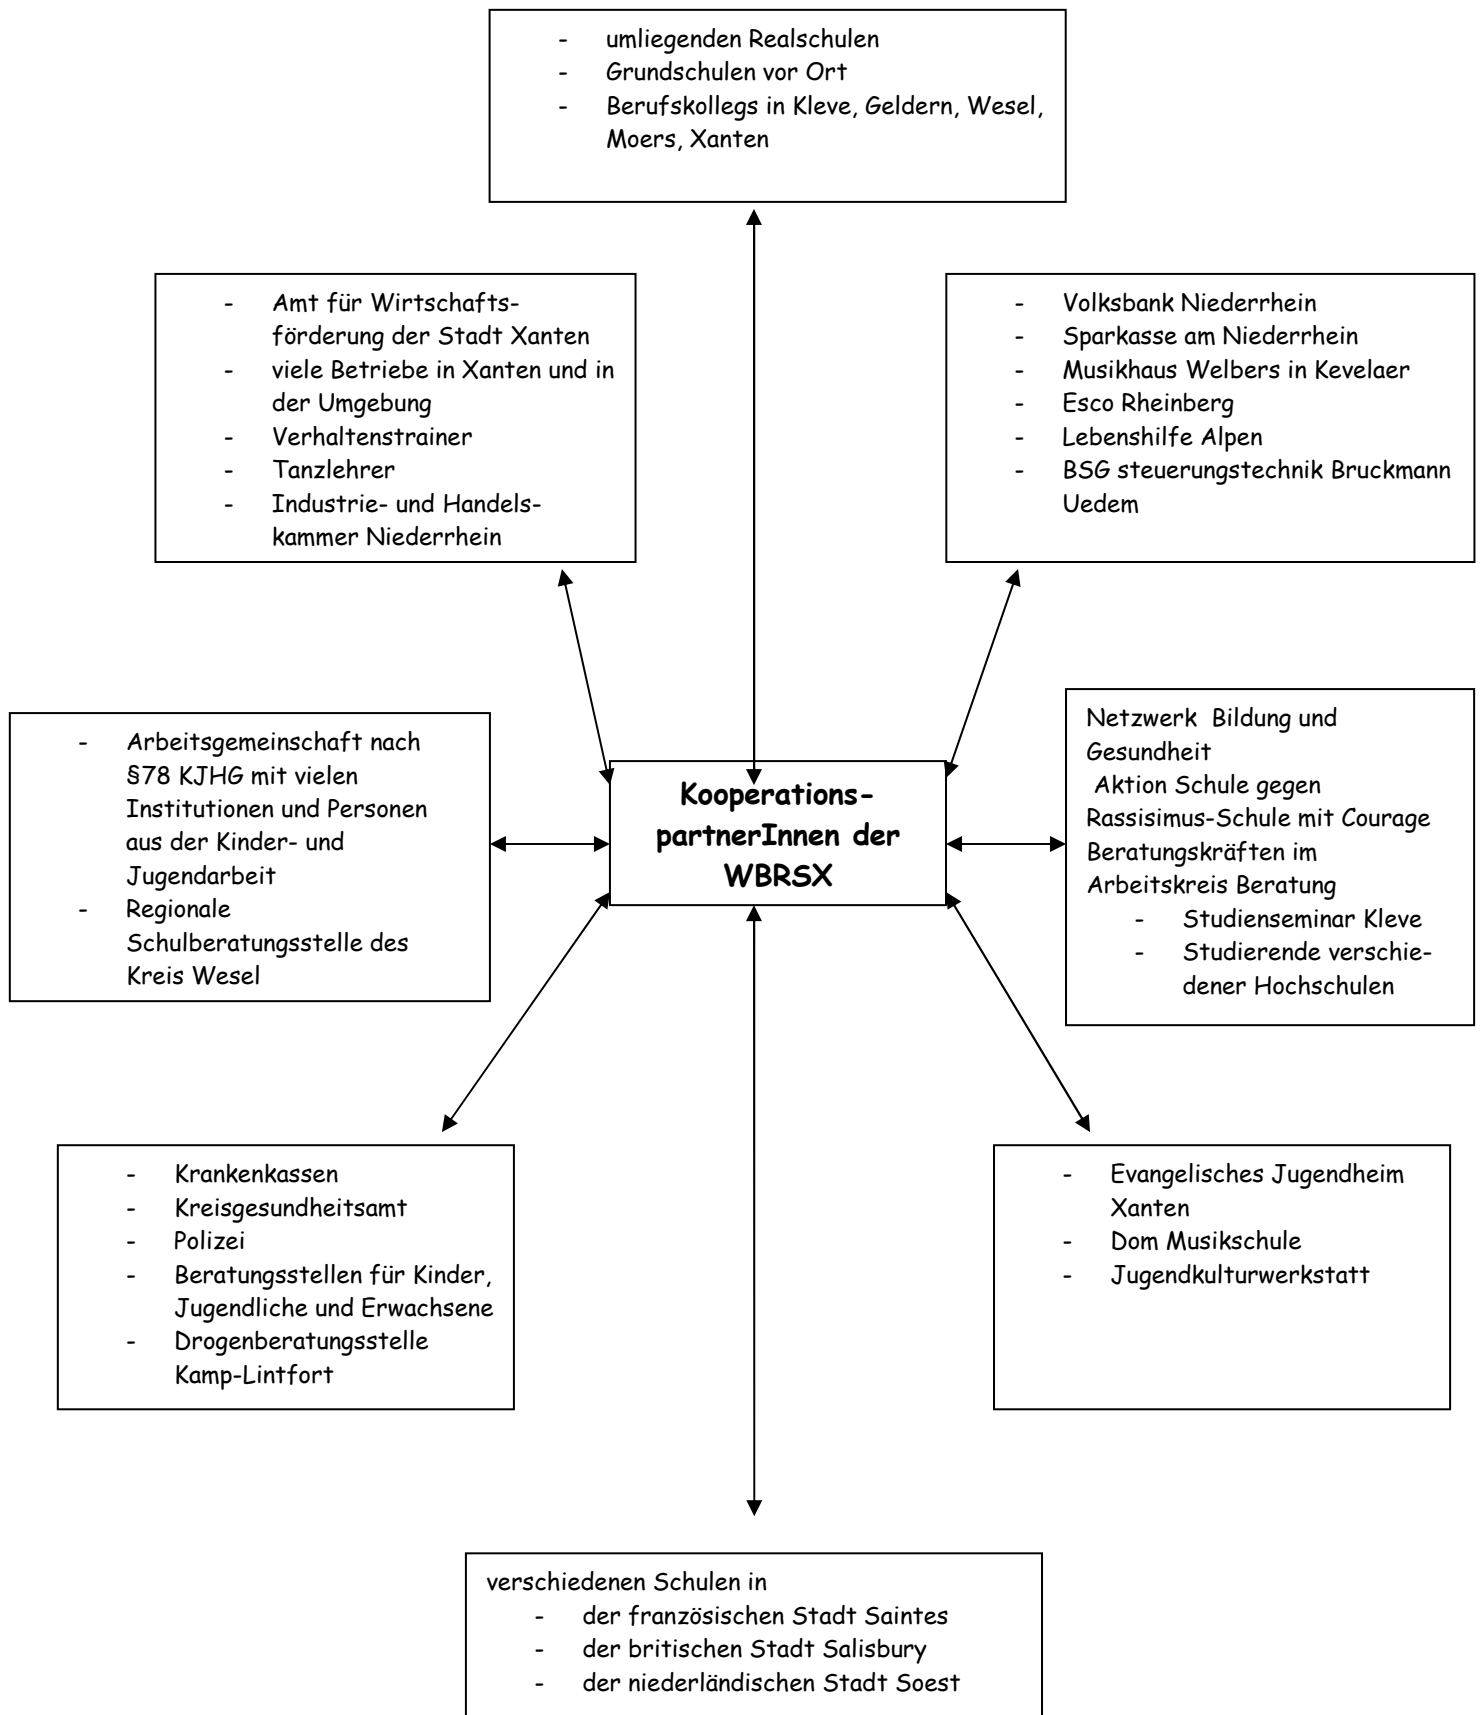 - umliegenden Realschulen
- Grundschulen vor Ort
- Berufskollegs in Kleve, Geldern, Wesel,
Moers, Xanten
- Amt für Wirtschafts-
förderung der Stadt Xanten
- viele Betriebe in Xanten und in
der Umgebung
- Verhaltenstrainer
- Tanzlehrer
- Industrie- und Handels-
kammer Niederrhein
- Volksbank Niederrhein
- Sparkasse am Niederrhein
- Musikhaus Welbers in Kevelaer
- Esco Rheinberg
- Lebenshilfe Alpen
- BSG steuerungstechnik Bruckmann
Uedem
- Arbeitsgemeinschaft nach
§78 KJHG mit vielen
Institutionen und Personen
aus der Kinder- und
Jugendarbeit
- Regionale
Schulberatungsstelle des
Kreis Wesel
Kooperations-
partnerInnen der
WBRSX
Netzwerk Bildung und
Gesundheit
Aktion Schule gegen
Rassisimus-Schule mit Courage
Beratungskräften im
Arbeitskreis Beratung
- Studienseminar Kleve
- Studierende verschie-
dener Hochschulen
- Krankenkassen
- Kreisgesundheitsamt
- Polizei
- Beratungsstellen für Kinder,
Jugendliche und Erwachsene
- Drogenberatungsstelle
Kamp-Lintfort
- Evangelisches Jugendheim
Xanten
- Dom Musikschule
- Jugendkulturwerkstatt
verschiedenen Schulen in
- der französischen Stadt Saintes
- der britischen Stadt Salisbury
- der niederländischen Stadt Soest